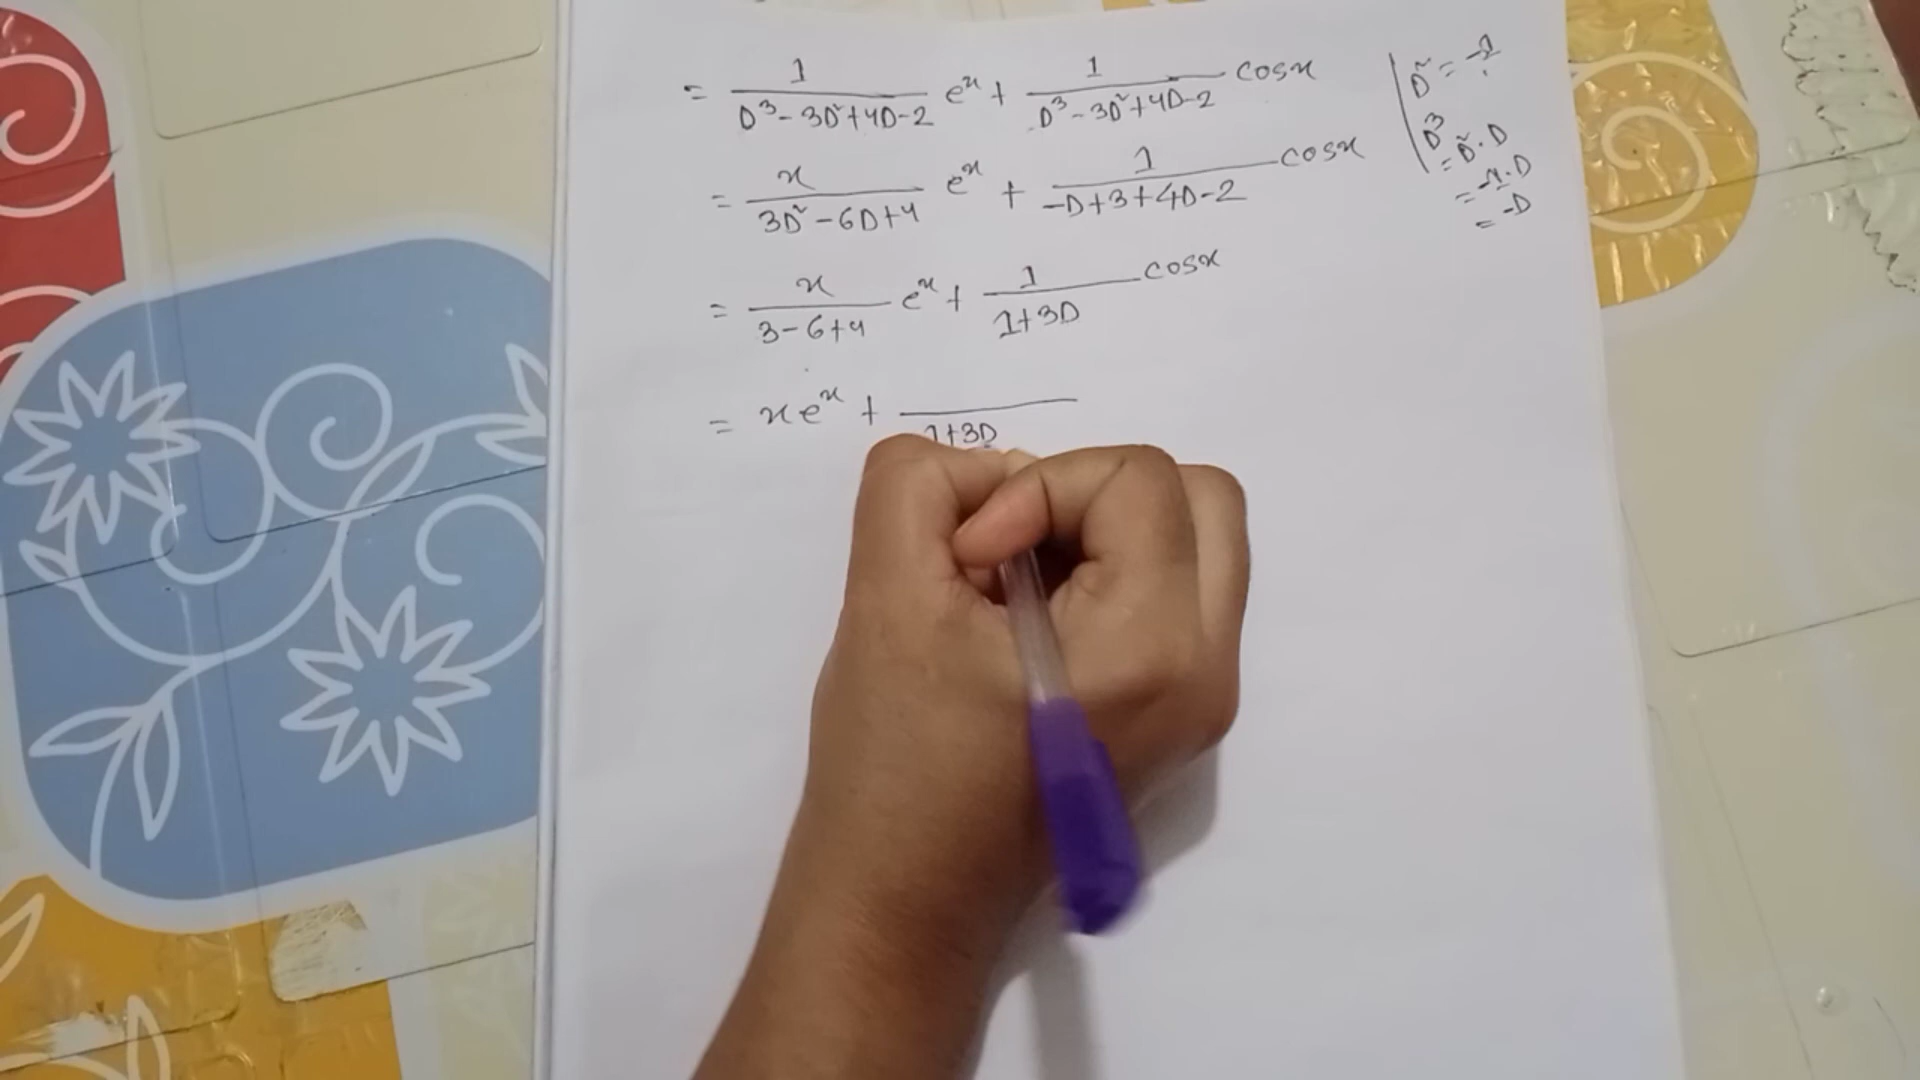 = 1/(D³-3D²+4D-2) eˣ + 1/(D³-3D²+4D-2) cosx
= x/(3D²-6D+4) eˣ + 1/(-D+3+4D-2) cosx
= x/(3-6+4) eˣ + 1/(1+3D) cosx
= xeˣ + /(1+3D)
D² = -1
D³
= D².D
= -1.D
= -D